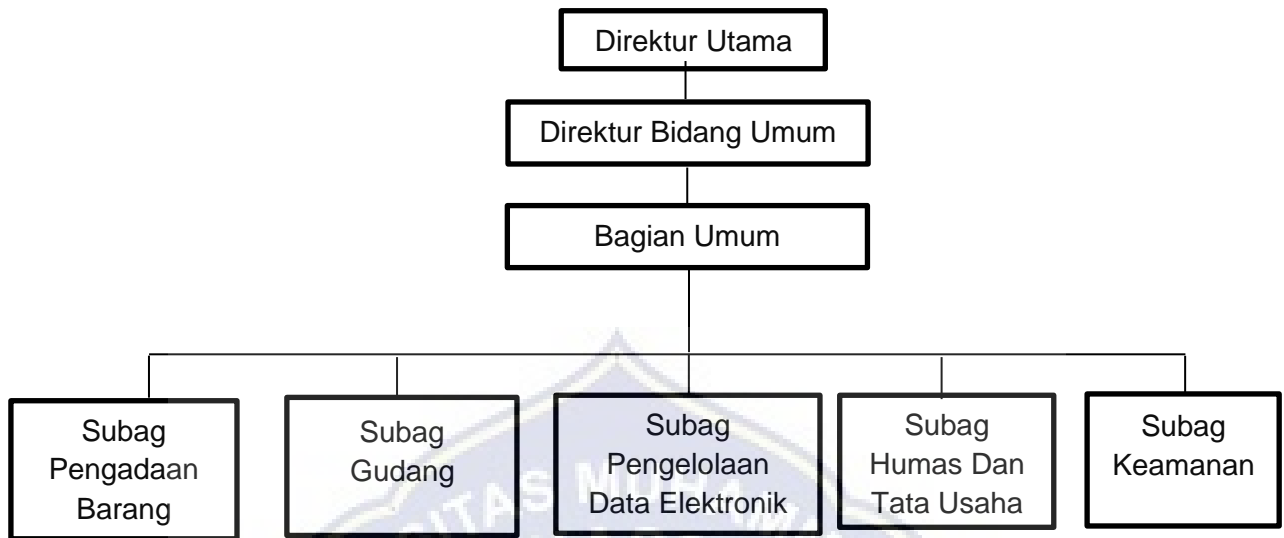 Direktur Utama
Direktur Bidang Umum
Bagian Umum
Subag
Pengadaan
Barang
Subag
Gudang
Subag
Pengelolaan
Data Elektronik
Subag
Humas Dan
Tata Usaha
Subag
Keamanan